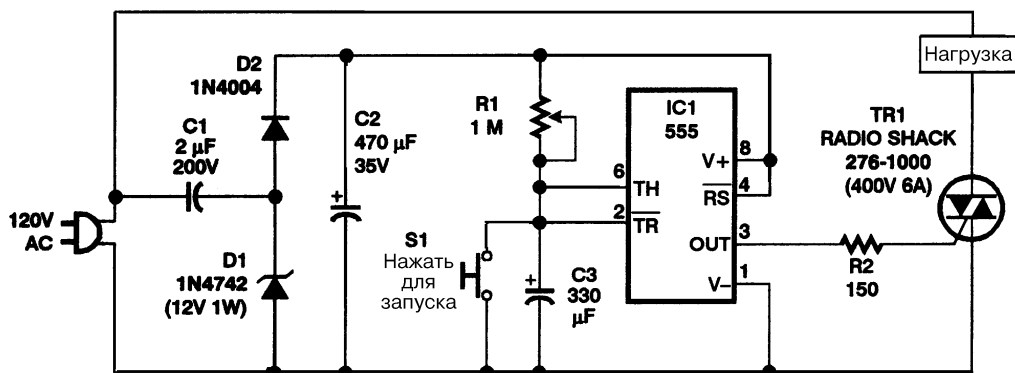 Нагрузка
D2
1N4004
C1
2 µF
200V
C2
470 µF
35V
+
R1
1 M
IC1
555
TR1
RADIO SHACK
276-1000
(400V 6A)
V+
8
4
RS
6
TH
2
TR
OUT
3
V–
1
120V
AC
D1
1N4742
(12V 1W)
S1
Нажать
для
запуска
+
C3
330
µF
R2
150